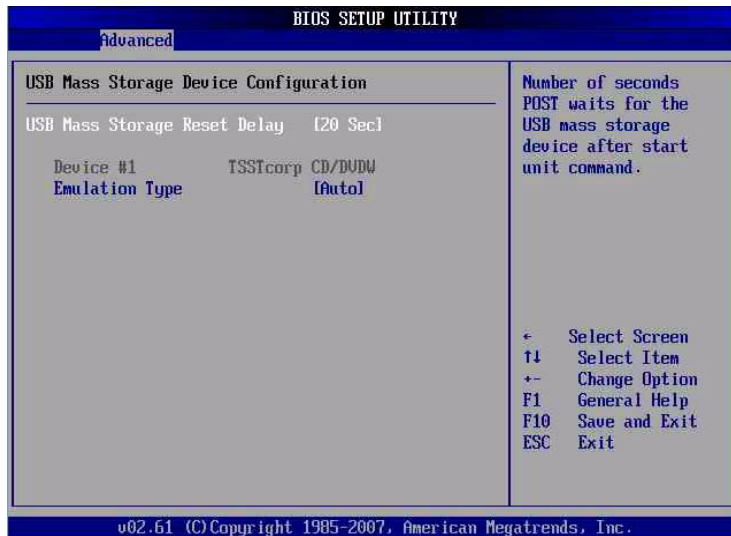 BIOS SETUP UTILITY
Advanced
USB Mass Storage Device Configuration
USB Mass Storage Reset Delay [20 Sec]
Device #1 TSSTcorp CD/DVDW
Emulation Type [Auto]
Number of seconds
POST waits for the
USB mass storage
device after start
unit command.
← Select Screen
↑↓ Select Item
+- Change Option
F1 General Help
F10 Save and Exit
ESC Exit
v02.61 (C)Copyright 1985-2007, American Megatrends, Inc.